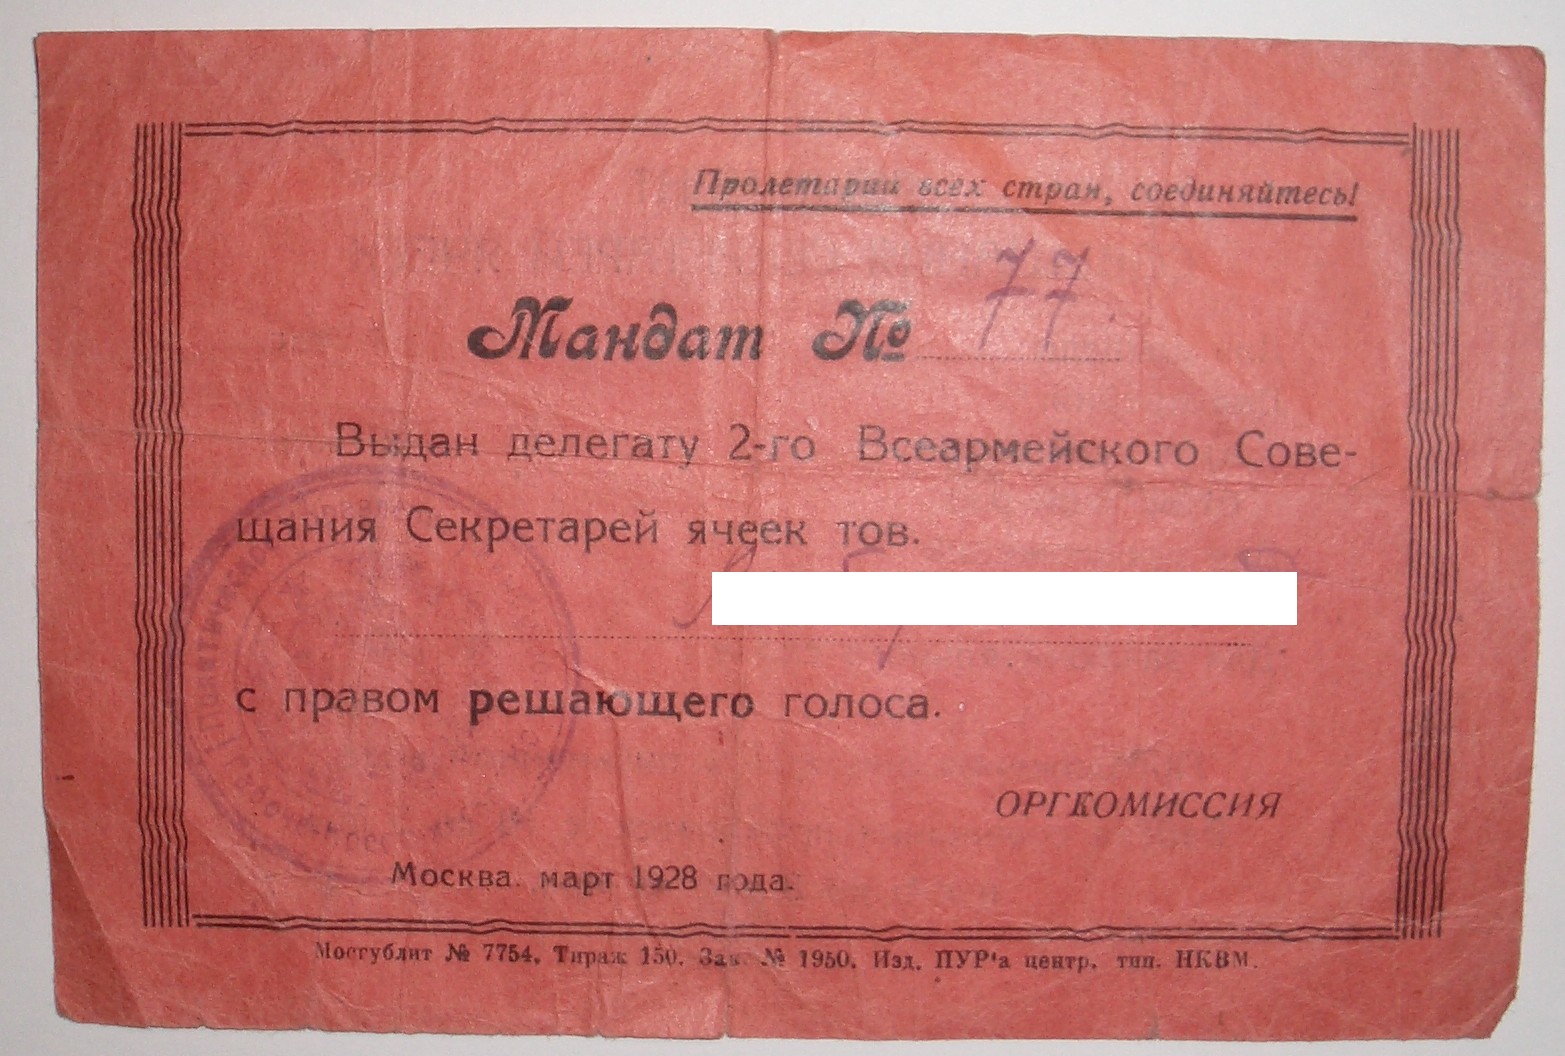 Пролетарии всех стран, соединяйтесь!
Мандат № 77.
Выдан делегату 2-го Всеармейского Сове-
щания Секретарей ячеек тов.
с правом решающего голоса.
ОРГКОМИССИЯ
Москва. март 1928 года.
Мосгублит № 7754. Тираж 150. Зак. № 1950. Изд. ПУР'а центр. тип. НКВМ.